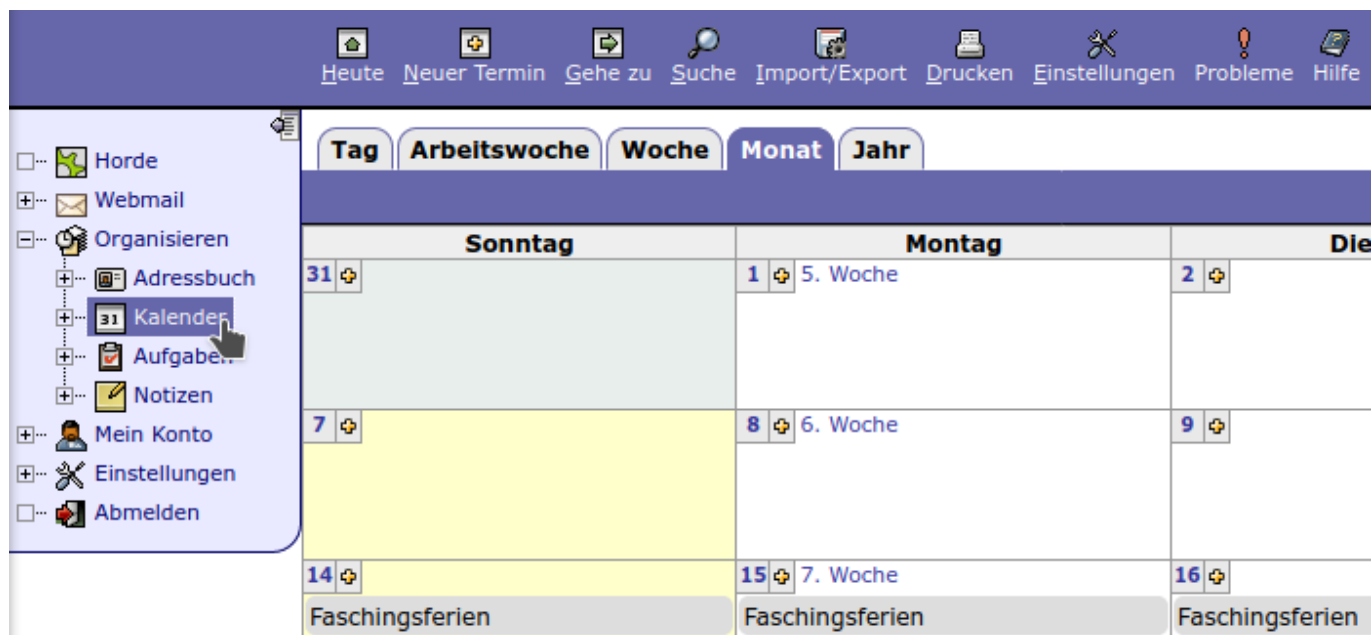 Heute Neuer Termin Gehe zu Suche Import/Export Drucken Einstellungen Probleme Hilfe
Horde
Webmail
Organisieren
Adressbuch
31 Kalender
Aufgaben
Notizen
Mein Konto
Einstellungen
Abmelden
Tag Arbeitswoche Woche Monat Jahr
Sonntag Montag Die
31 1 5. Woche 2
7 8 6. Woche 9
14 15 7. Woche 16
Faschingsferien Faschingsferien Faschingsferien